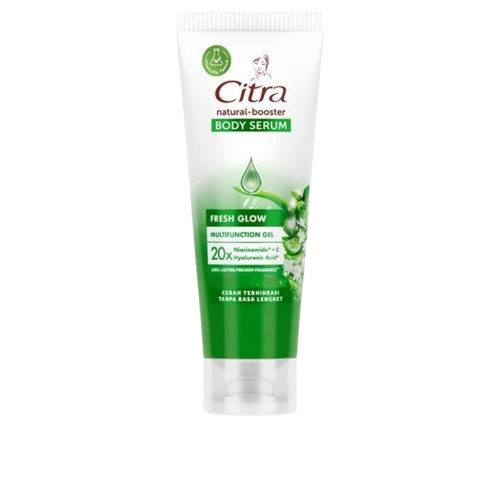 Citra
natural-booster
BODY SERUM
FRESH GLOW
MULTIFUNCTION GEL
20x Niacinamide* + C
Hyaluronic Acid*
LONG-LASTING PREMIUM FRAGRANCE
CERAH TERHIDRASI
TANPA RASA LENGKET